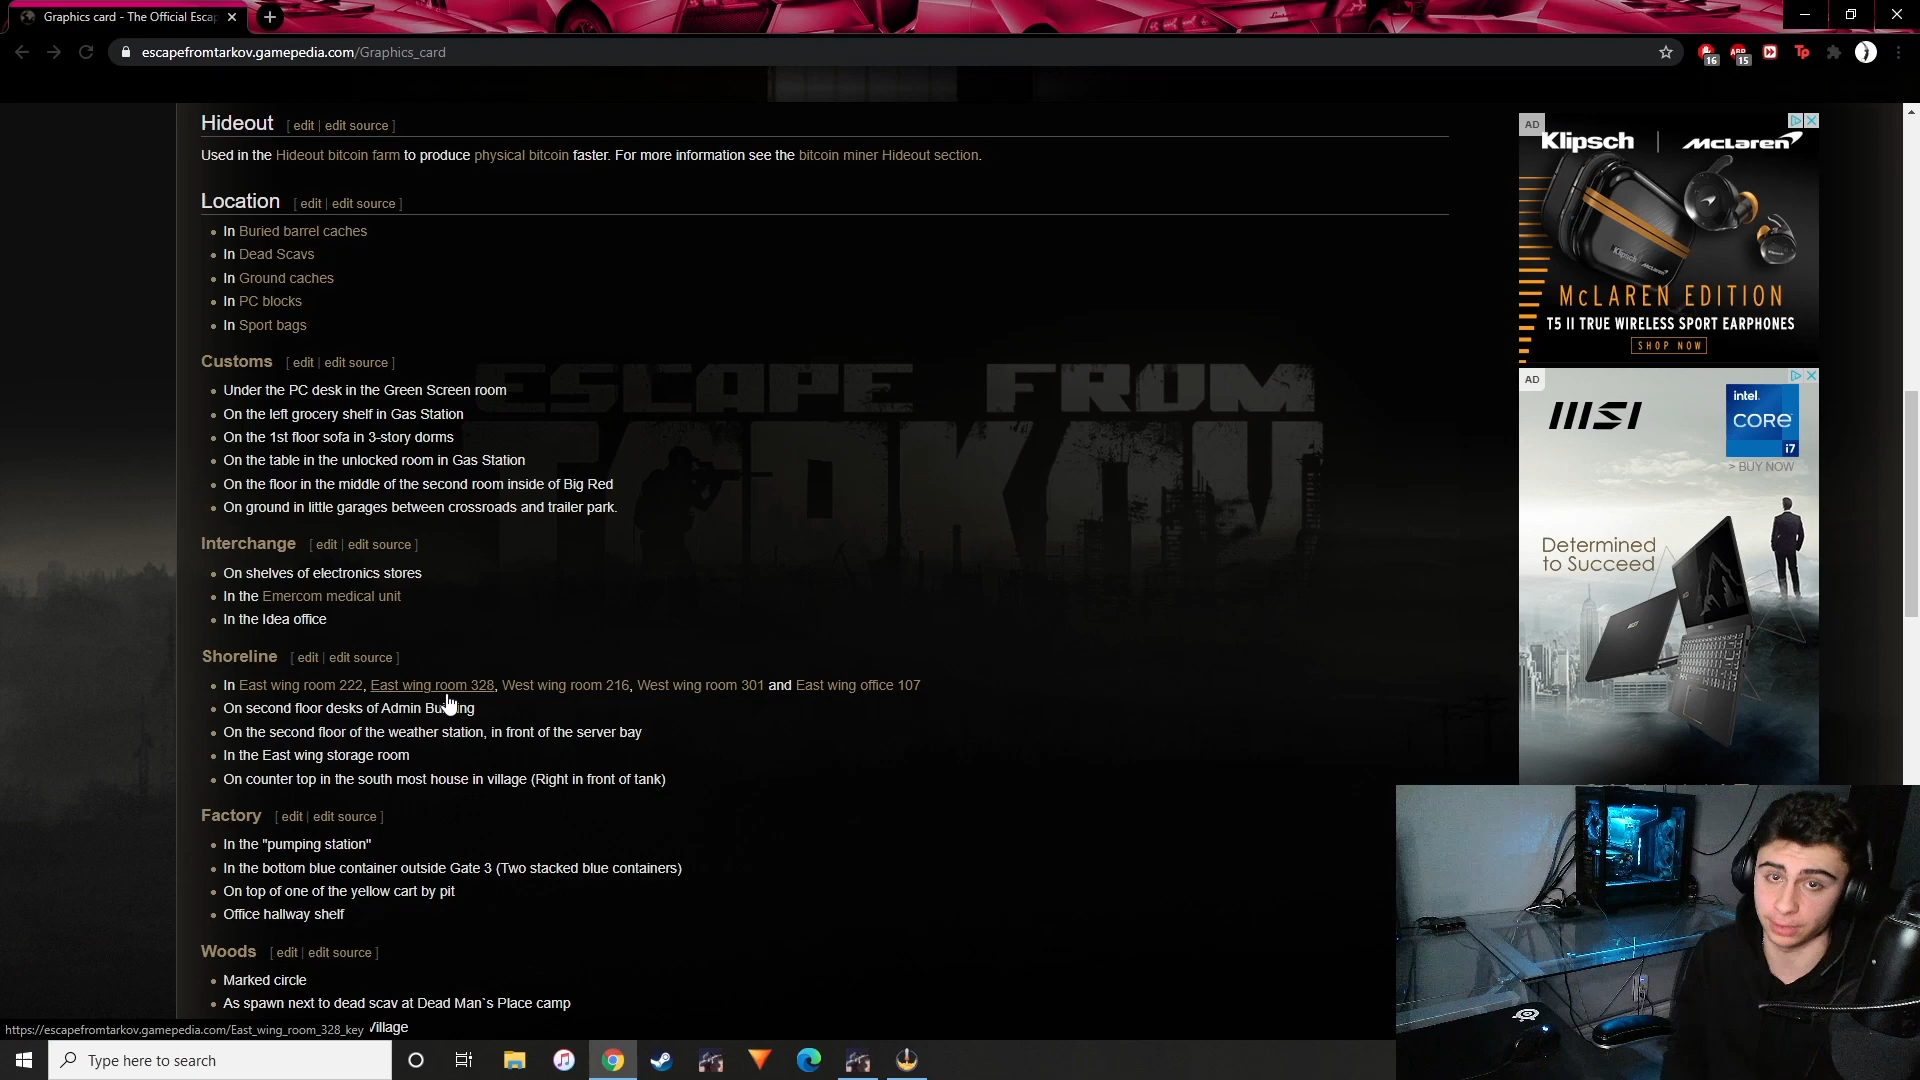 Graphics card - The Official Escap
escapefromtarkov.gamepedia.com/Graphics_card
16
15
Tp
Hideout [ edit | edit source ]
Used in the Hideout bitcoin farm to produce physical bitcoin faster. For more information see the bitcoin miner Hideout section.
Location [ edit | edit source ]
In Buried barrel caches
In Dead Scavs
In Ground caches
In PC blocks
In Sport bags
Customs [ edit | edit source ]
Under the PC desk in the Green Screen room
On the left grocery shelf in Gas Station
On the 1st floor sofa in 3-story dorms
On the table in the unlocked room in Gas Station
On the floor in the middle of the second room inside of Big Red
On ground in little garages between crossroads and trailer park.
Interchange [ edit | edit source ]
On shelves of electronics stores
In the Emercom medical unit
In the Idea office
Shoreline [ edit | edit source ]
In East wing room 222, East wing room 328, West wing room 216, West wing room 301 and East wing office 107
On second floor desks of Admin Building
On the second floor of the weather station, in front of the server bay
In the East wing storage room
On counter top in the south most house in village (Right in front of tank)
Factory [ edit | edit source ]
In the "pumping station"
In the bottom blue container outside Gate 3 (Two stacked blue containers)
On top of one of the yellow cart by pit
Office hallway shelf
Woods [ edit | edit source ]
Marked circle
As spawn next to dead scav at Dead Man`s Place camp
Village
https://escapefromtarkov.gamepedia.com/East_wing_room_328_key
ESCAPE FROM
TARKOV
AD
Klipsch | McLaren
McLAREN EDITION
T5 II TRUE WIRELESS SPORT EARPHONES
SHOP NOW
AD
msi
intel.
CORE
i7
> BUY NOW
Determined
to Succeed
Type here to search